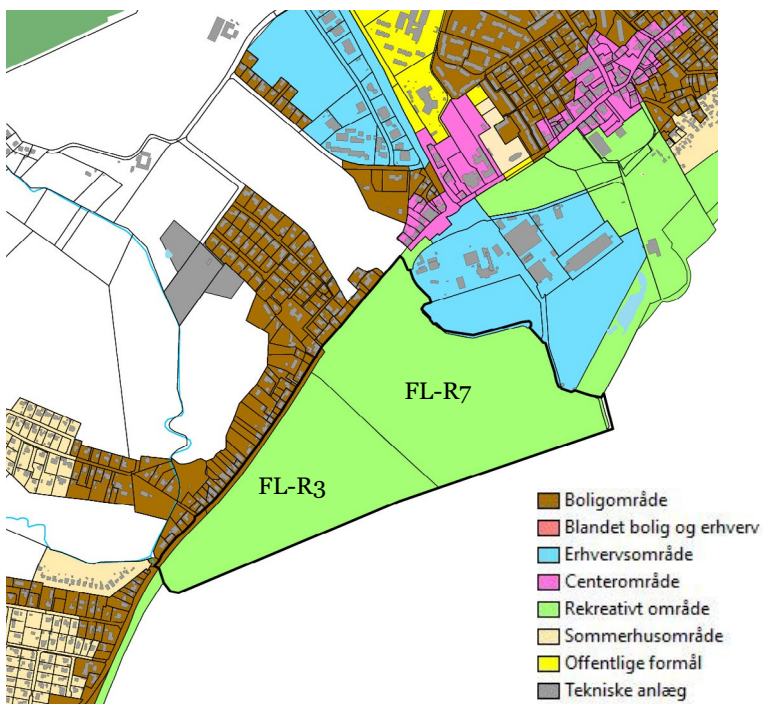 FL-R7
FL-R3
Boligområde
Blandet bolig og erhverv
Erhvervsområde
Centerområde
Rekreativt område
Sommerhusområde
Offentlige formål
Tekniske anlæg